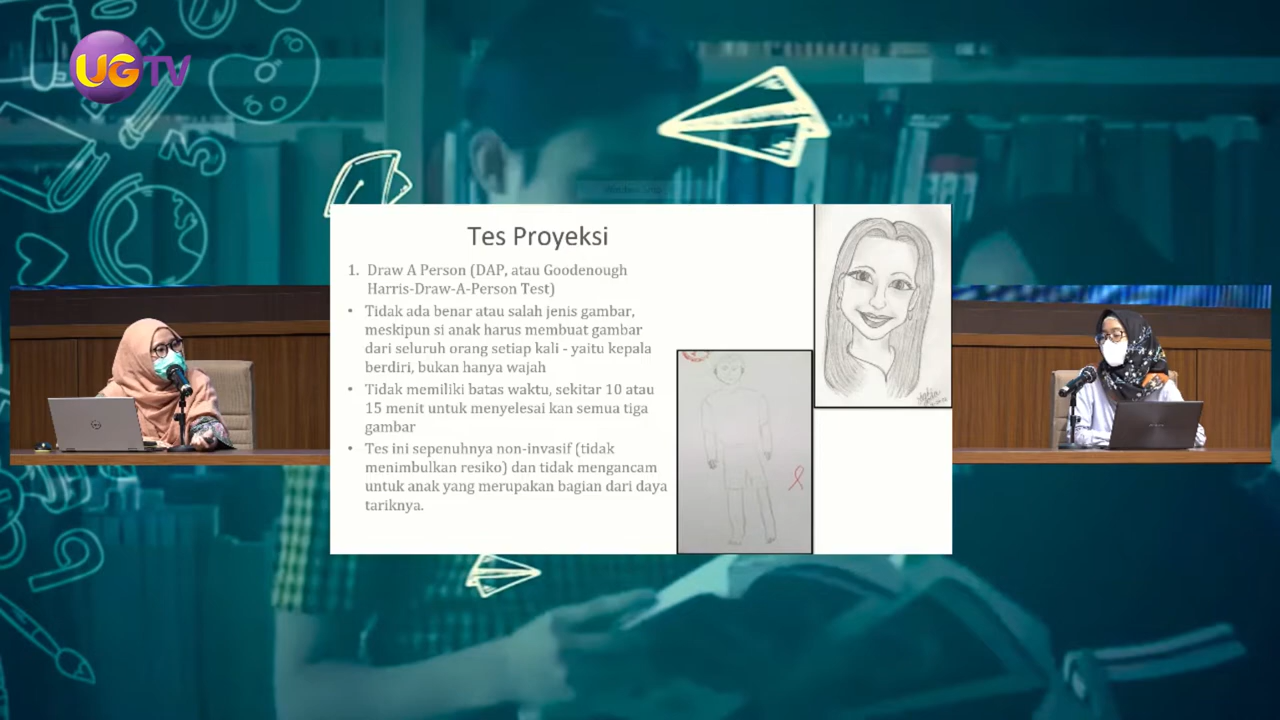 UGTV
Tes Proyeksi
1. Draw A Person (DAP, atau Goodenough
Harris-Draw-A-Person Test)
• Tidak ada benar atau salah jenis gambar,
meskipun si anak harus membuat gambar
dari seluruh orang setiap kali - yaitu kepala
berdiri, bukan hanya wajah
• Tidak memiliki batas waktu, sekitar 10 atau
15 menit untuk menyelesai kan semua tiga
gambar
• Tes ini sepenuhnya non-invasif (tidak
menimbulkan resiko) dan tidak mengancam
untuk anak yang merupakan bagian dari daya
tariknya.